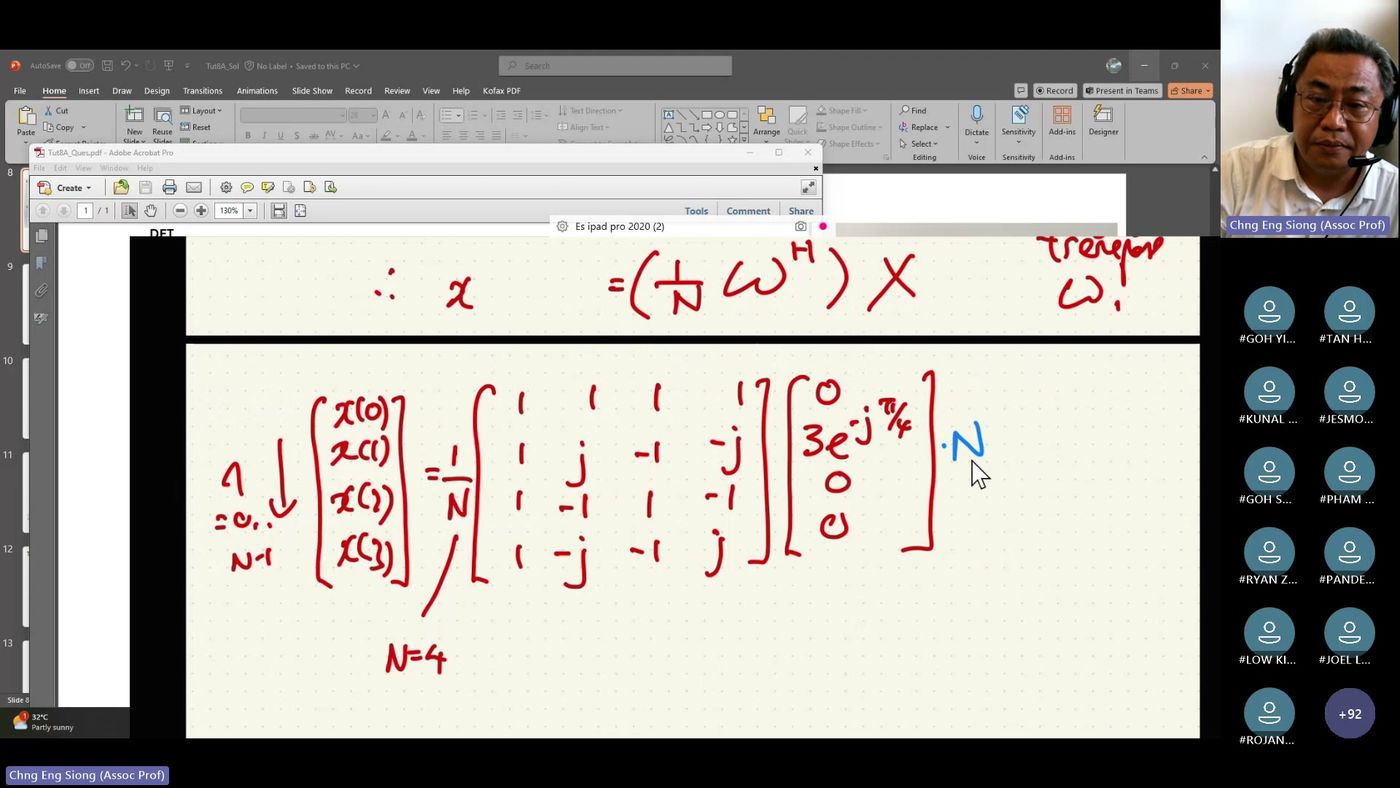 AutoSave Off Tut8A_Sol No Label • Saved to this PC Search
File Home Insert Draw Design Transitions Animations Slide Show Record Review View Help Kofax PDF Record Present in Teams Share
Paste Cut Copy New Reuse Layout Reset Text Direction Align Text Arrange Quick Shape Fill Shape Outline Shape Effects Find Replace Select Dictate Sensitivity Add-ins Designer
Editing Voice Sensitivity Add-ins
Tut8A_Ques.pdf - Adobe Acrobat Pro
File Edit View Window Help
Create
1 / 1 130% Tools Comment Share
Es ipad pro 2020 (2)
DFT
8
9
10
11
12
13
∴ x = (1/N ω^H) X
ω.
[x(0)] = 1/N [1 1 1 1] [0] · N
[x(1)] [1 j -1 -j] [3e^-jπ/4]
[x(2)] [1 -1 1 -1] [0]
[x(3)] [1 -j -1 j] [0]
n
=0..
N-1
N=4
Slide 8
32°C
Partly sunny
Chng Eng Siong (Assoc Prof)
#GOH YI... #TAN H...
#KUNAL ... #JESMO...
#GOH S... #PHAM ...
#RYAN Z... #PANDE...
#LOW KI... #JOEL L...
#ROJAN... +92
Chng Eng Siong (Assoc Prof)